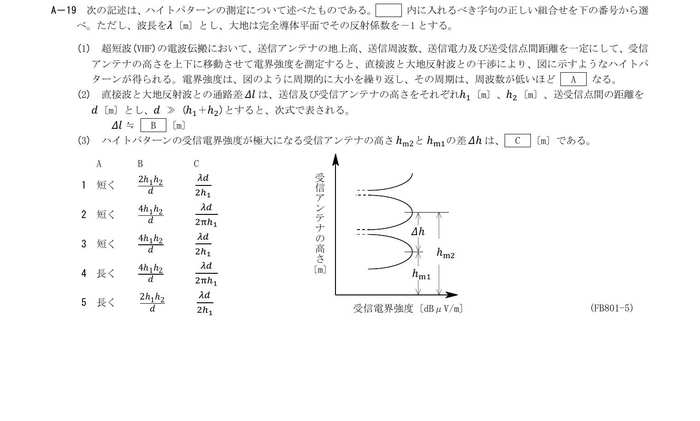 A－19 次の記述は、ハイトパターンの測定について述べたものである。 内に入れるべき字句の正しい組合せを下の番号から選
べ。ただし、波長をλ〔m〕とし、大地は完全導体平面でその反射係数を－1とする。
(1) 超短波(VHF)の電波伝搬において、送信アンテナの地上高、送信周波数、送信電力及び送受信点間距離を一定にして、受信
アンテナの高さを上下に移動させて電界強度を測定すると、直接波と大地反射波との干渉により、図に示すようなハイトパ
ターンが得られる。電界強度は、図のように周期的に大小を繰り返し、その周期は、周波数が低いほど A なる。
(2) 直接波と大地反射波との通路差Δl は、送信及び受信アンテナの高さをそれぞれh₁〔m〕、h₂〔m〕、送受信点間の距離を
d〔m〕とし、d ≫ (h₁＋h₂)とすると、次式で表される。
Δl ≒ B 〔m〕
(3) ハイトパターンの受信電界強度が極大になる受信アンテナの高さ hm2 と hm1 の差 Δh は、 C 〔m〕である。
A B C
1 短く 2h₁h₂/d λd/2h₁
2 短く 4h₁h₂/d λd/2πh₁
3 短く 4h₁h₂/d λd/2h₁
4 長く 4h₁h₂/d λd/2πh₁
5 長く 2h₁h₂/d λd/2h₁
受信アンテナの高さ〔m〕
Δh
hm2
hm1
受信電界強度〔dBμV/m〕
(FB801-5)